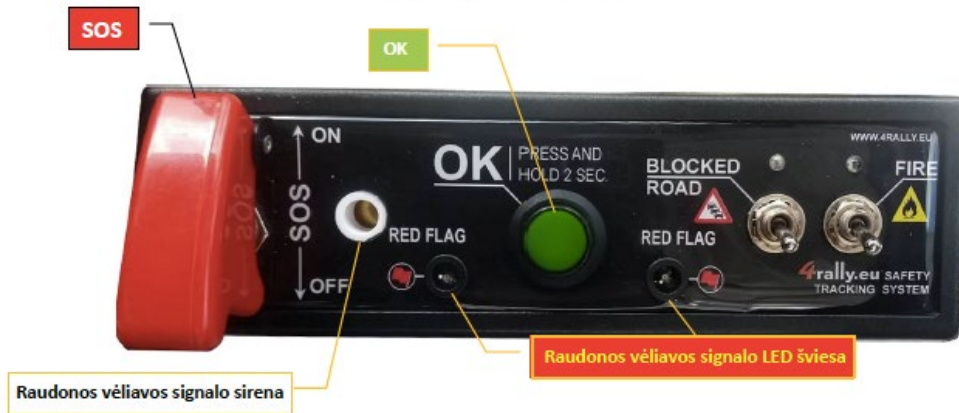 SOS
OK
ON
SOS
OFF
OK
PRESS AND
HOLD 2 SEC.
RED FLAG
RED FLAG
BLOCKED
ROAD
WWW.4RALLY.EU
FIRE
4rally.eu SAFETY
TRACKING SYSTEM
Raudonos vėliavos signalo LED šviesa
Raudonos vėliavos signalo sirena